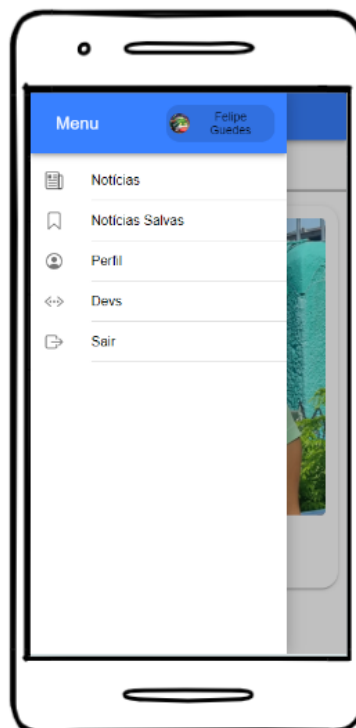 Menu
Felipe
Guedes
Notícias
Notícias Salvas
Perfil
Devs
Sair